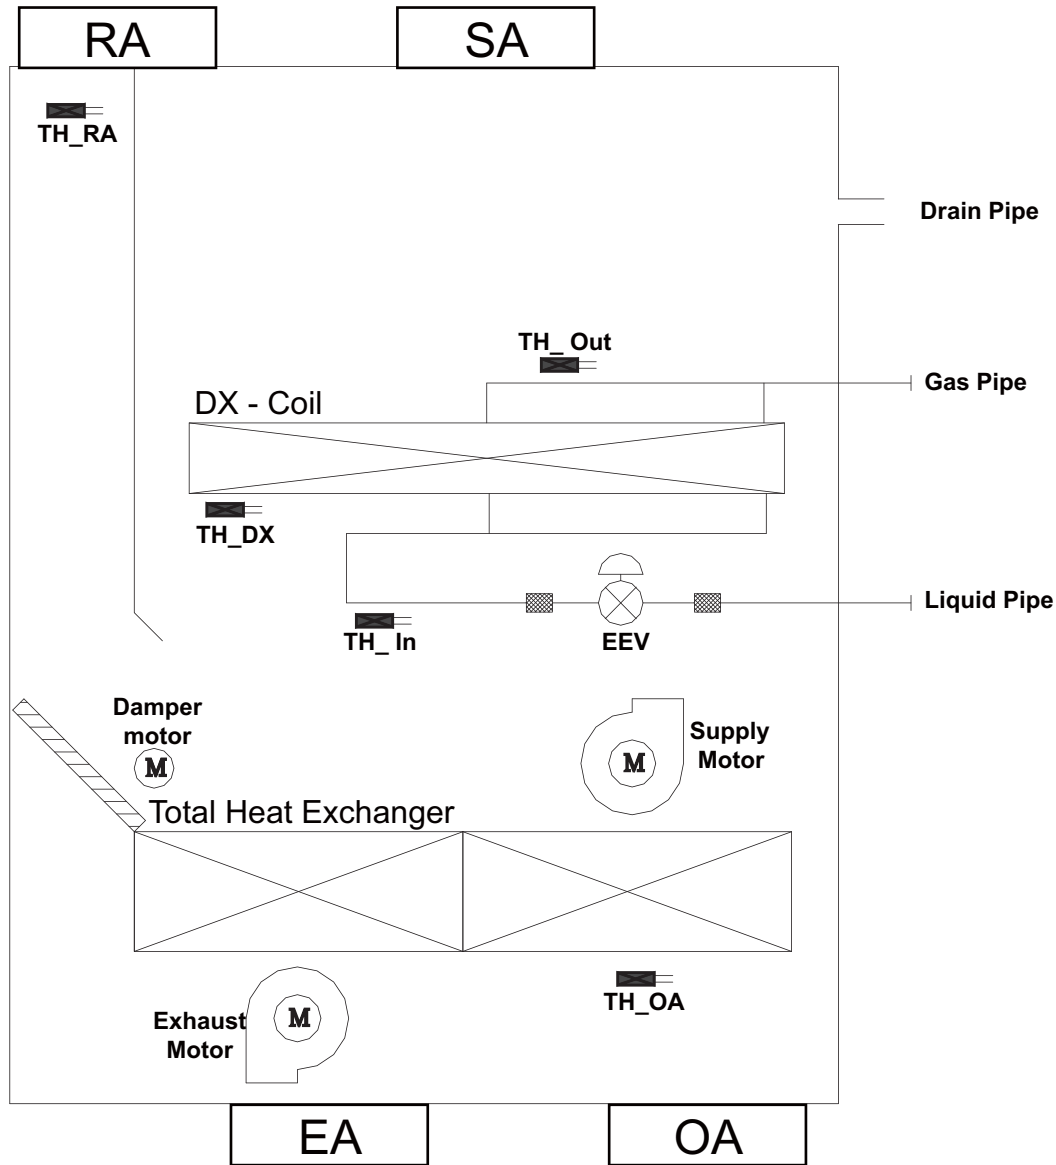 RA
SA
TH_RA
Drain Pipe
TH_ Out
Gas Pipe
DX - Coil
TH_DX
Liquid Pipe
TH_ In
EEV
Damper
motor
M
Supply
Motor
M
Total Heat Exchanger
TH_OA
Exhaust
Motor
M
EA
OA